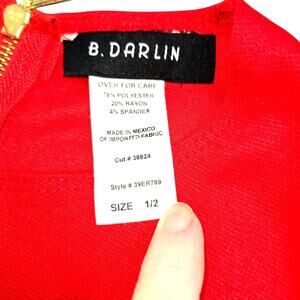 B. DARLIN
OVER FOR CARE
76% POLYESTER
20% RAYON
4% SPANDEX
MADE IN MEXICO
OF IMPORTED FABRIC
Cut # 38824
Style # 39ER789
SIZE 1/2